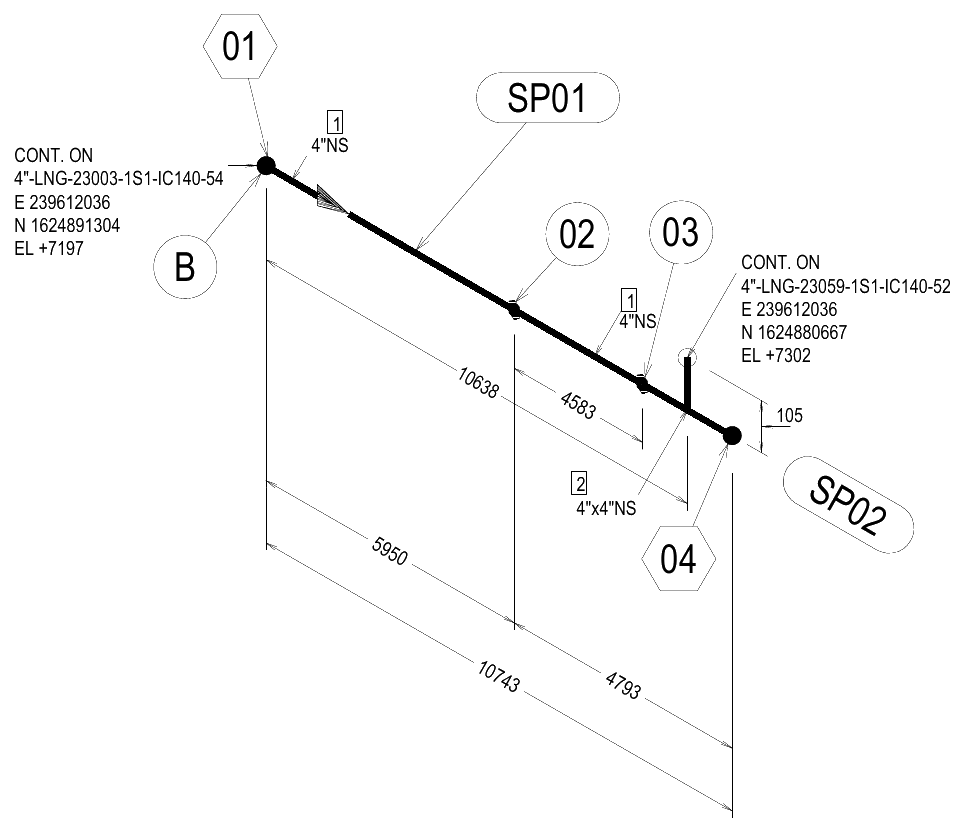 01
SP01
1
4"NS
CONT. ON
4"-LNG-23003-1S1-IC140-54
E 239612036
N 1624891304
EL +7197
B
02
03
CONT. ON
4"-LNG-23059-1S1-IC140-52
E 239612036
N 1624880667
EL +7302
1
4"NS
10638
4583
105
2
4"x4"NS
SP02
04
5950
10743
4793